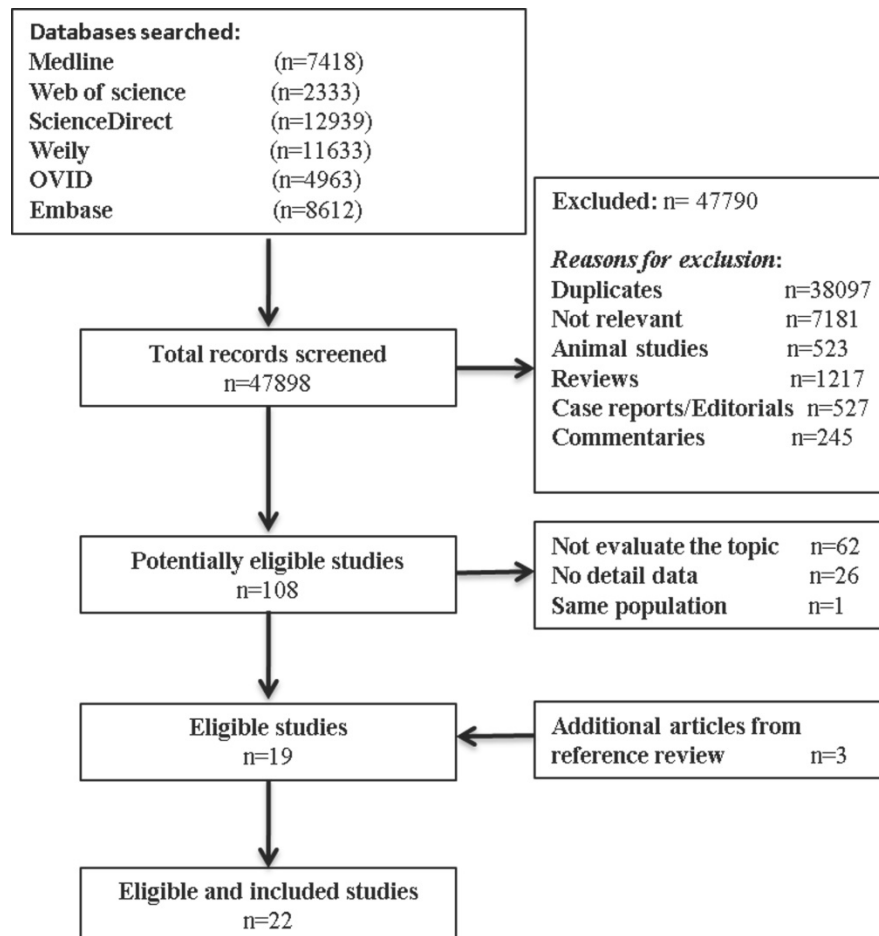 Databases searched:
Medline (n=7418)
Web of science (n=2333)
ScienceDirect (n=12939)
Weily (n=11633)
OVID (n=4963)
Embase (n=8612)
Excluded: n= 47790
Reasons for exclusion:
Duplicates n=38097
Not relevant n=7181
Animal studies n=523
Reviews n=1217
Case reports/Editorials n=527
Commentaries n=245
Total records screened
n=47898
Potentially eligible studies
n=108
Not evaluate the topic n=62
No detail data n=26
Same population n=1
Eligible studies
n=19
Additional articles from
reference review n=3
Eligible and included studies
n=22